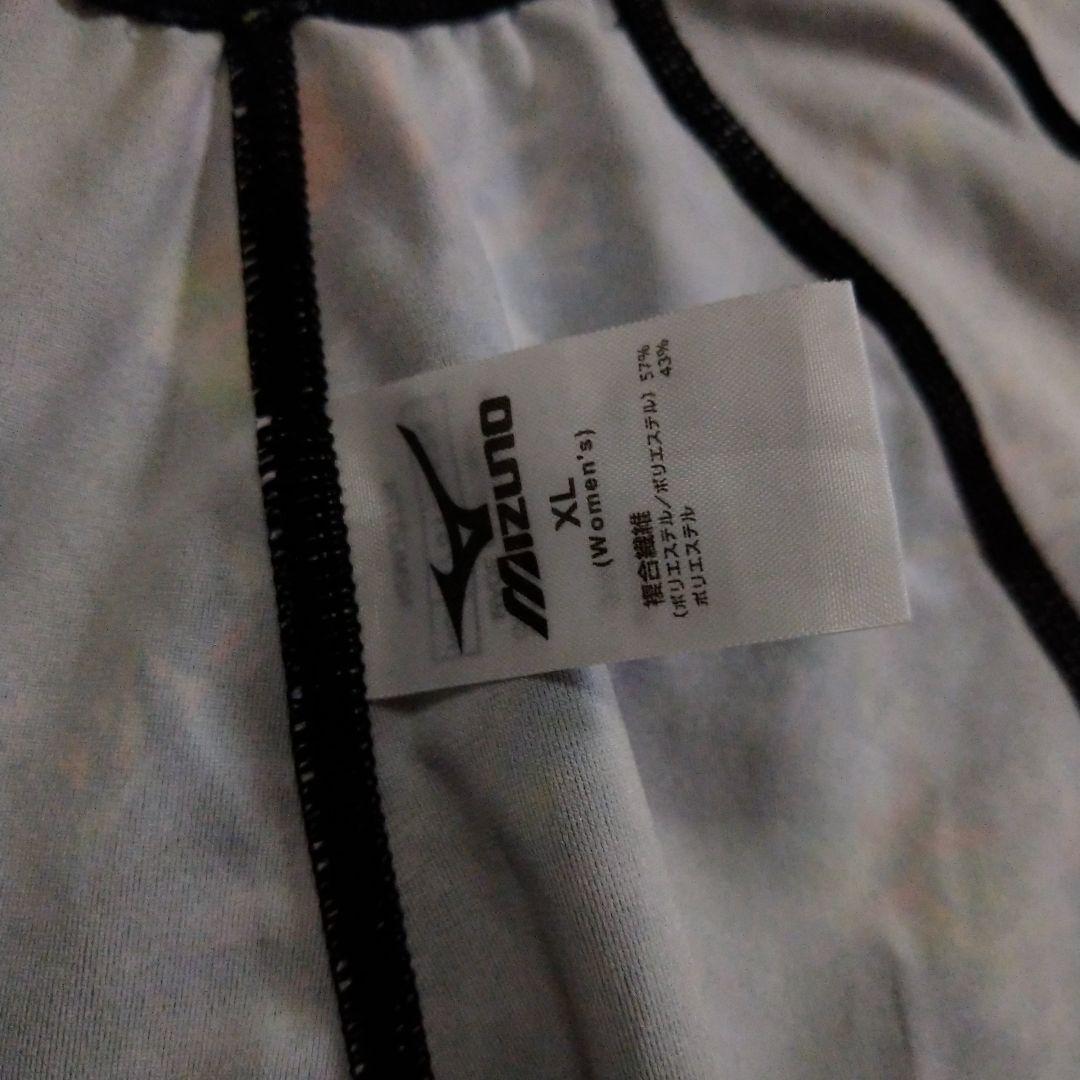 MIZUNO
XL
(Women's)
複合繊維
(ポリエステル/ポリエステル) 57%
ポリエステル 43%